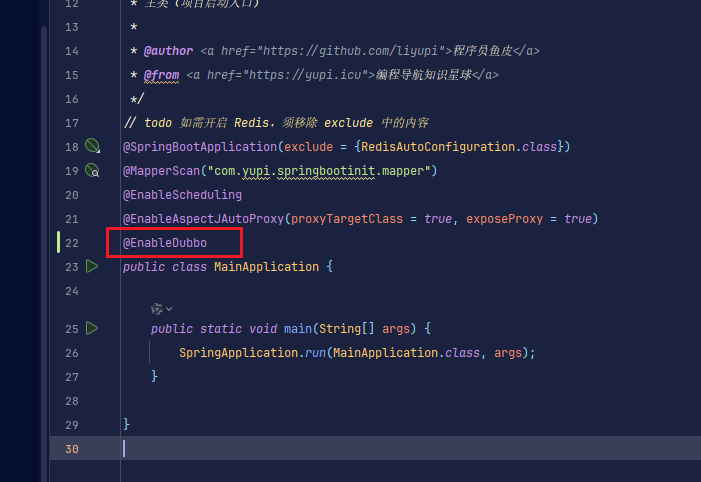 12 * 主类（项目启动入口）
13 *
14 * @author <a href="https://github.com/liyupi">程序员鱼皮</a>
15 * @from <a href="https://yupi.icu">编程导航知识星球</a>
16 */
17 // todo 如需开启 Redis，须移除 exclude 中的内容
18 @SpringBootApplication(exclude = {RedisAutoConfiguration.class})
19 @MapperScan("com.yupi.springbootinit.mapper")
20 @EnableScheduling
21 @EnableAspectJAutoProxy(proxyTargetClass = true, exposeProxy = true)
22 @EnableDubbo
23 public class MainApplication {
24
25 public static void main(String[] args) {
26 SpringApplication.run(MainApplication.class, args);
27 }
28
29 }
30